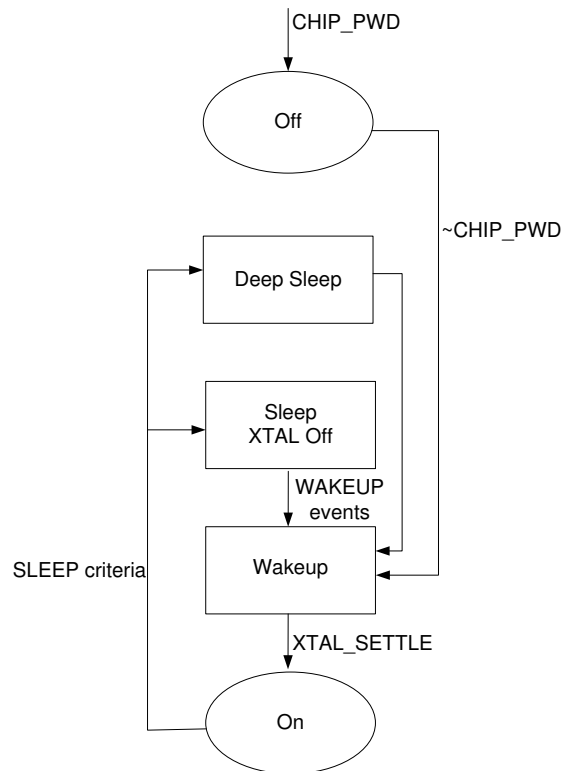 CHIP_PWD
Off
~CHIP_PWD
Deep Sleep
Sleep
XTAL Off
WAKEUP
events
SLEEP criteria
Wakeup
XTAL_SETTLE
On